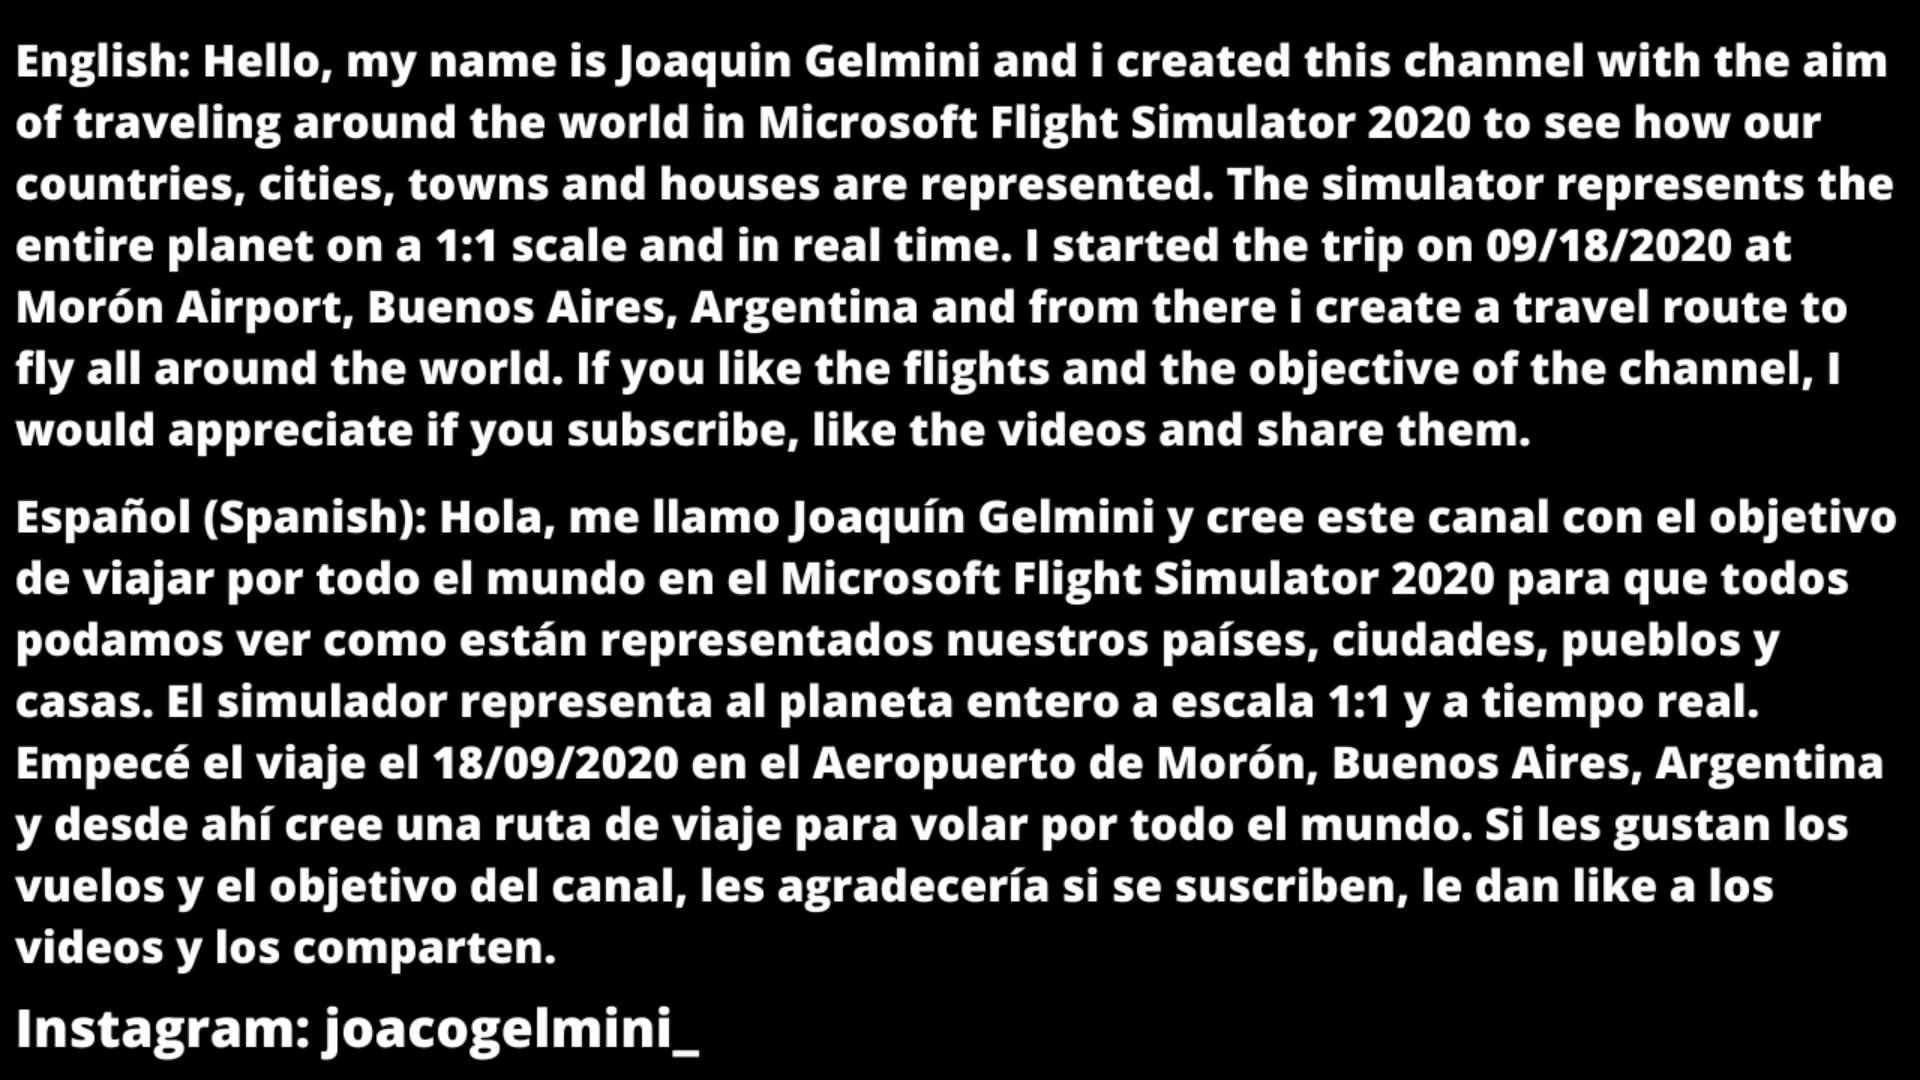 English: Hello, my name is Joaquin Gelmini and i created this channel with the aim
of traveling around the world in Microsoft Flight Simulator 2020 to see how our
countries, cities, towns and houses are represented. The simulator represents the
entire planet on a 1:1 scale and in real time. I started the trip on 09/18/2020 at
Morón Airport, Buenos Aires, Argentina and from there i create a travel route to
fly all around the world. If you like the flights and the objective of the channel, I
would appreciate if you subscribe, like the videos and share them.
Español (Spanish): Hola, me llamo Joaquín Gelmini y cree este canal con el objetivo
de viajar por todo el mundo en el Microsoft Flight Simulator 2020 para que todos
podamos ver como están representados nuestros países, ciudades, pueblos y
casas. El simulador representa al planeta entero a escala 1:1 y a tiempo real.
Empecé el viaje el 18/09/2020 en el Aeropuerto de Morón, Buenos Aires, Argentina
y desde ahí cree una ruta de viaje para volar por todo el mundo. Si les gustan los
vuelos y el objetivo del canal, les agradecería si se suscriben, le dan like a los
videos y los comparten.
Instagram: joacogelmini_